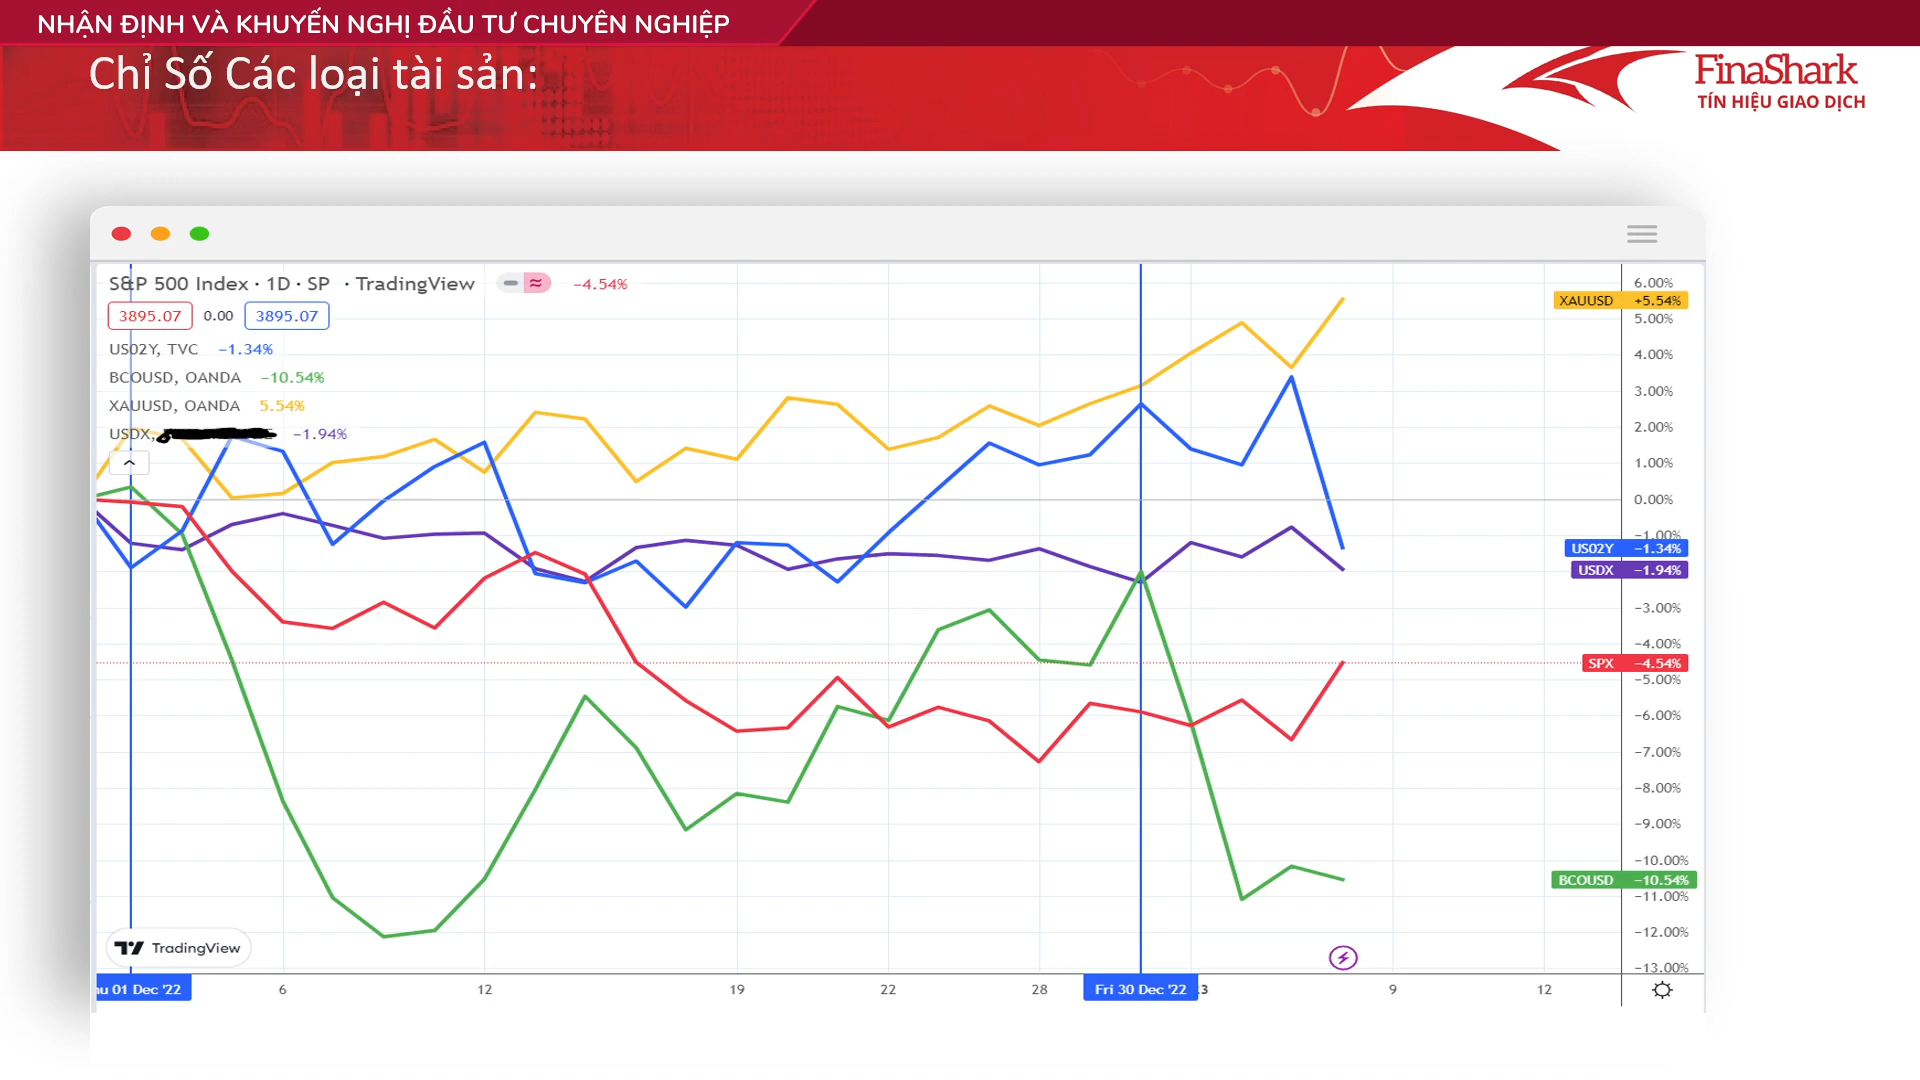 NHẬN ĐỊNH VÀ KHUYẾN NGHỊ ĐẦU TƯ CHUYÊN NGHIỆP
Chỉ Số Các loại tài sản:
FinaShark
TÍN HIỆU GIAO DỊCH
S&P 500 Index · 1D · SP · TradingView −4.54%
3895.07 0.00 3895.07
US02Y, TVC −1.34%
BCOUSD, OANDA −10.54%
XAUUSD, OANDA 5.54%
USDX, −1.94%
6.00%
XAUUSD +5.54%
5.00%
4.00%
3.00%
2.00%
1.00%
0.00%
−1.00%
US02Y −1.34%
USDX −1.94%
−3.00%
−4.00%
SPX −4.54%
−5.00%
−6.00%
−7.00%
−8.00%
−9.00%
−10.00%
BCOUSD −10.54%
−11.00%
−12.00%
−13.00%
TradingView
01 Dec '22 6 12 19 22 28 Fri 30 Dec '22 3 9 12